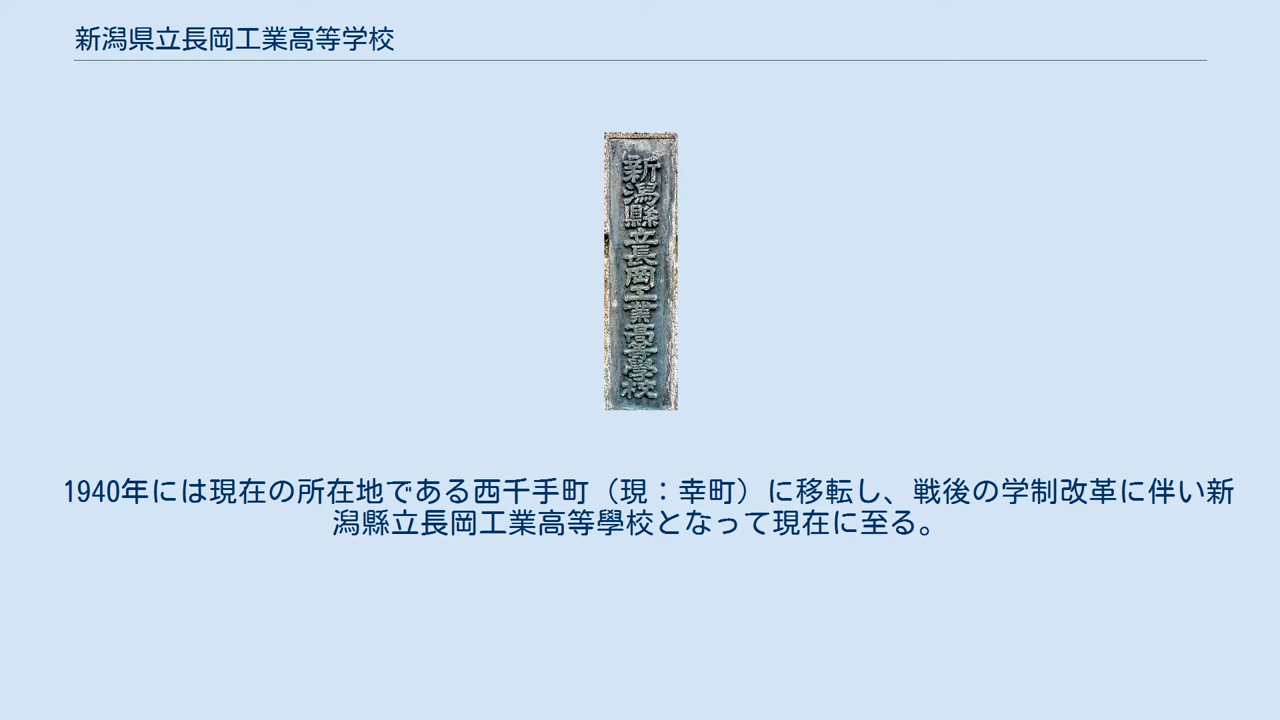 新潟県立長岡工業高等学校
新潟縣立長岡工業高等學校
1940年には現在の所在地である西千手町（現：幸町）に移転し、戦後の学制改革に伴い新
潟縣立長岡工業高等學校となって現在に至る。